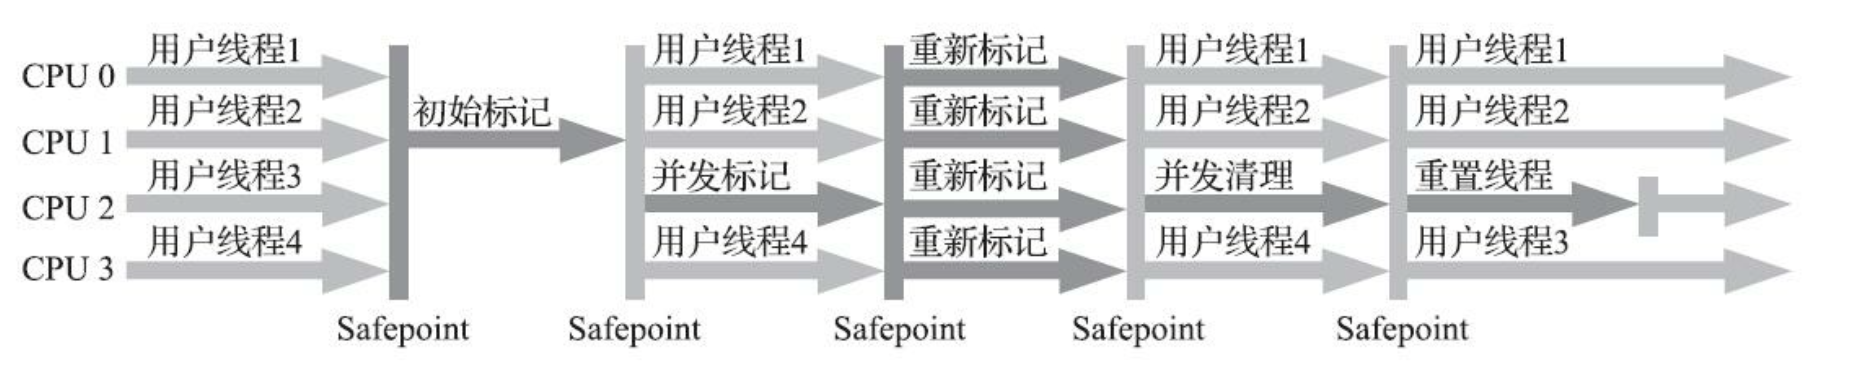 用户线程1 用户线程1 重新标记 用户线程1 用户线程1
CPU 0
用户线程2 初始标记 用户线程2 重新标记 用户线程2 用户线程2
CPU 1
用户线程3 并发标记 重新标记 并发清理 重置线程
CPU 2
用户线程4 用户线程4 重新标记 用户线程4 用户线程3
CPU 3
Safepoint Safepoint Safepoint Safepoint Safepoint